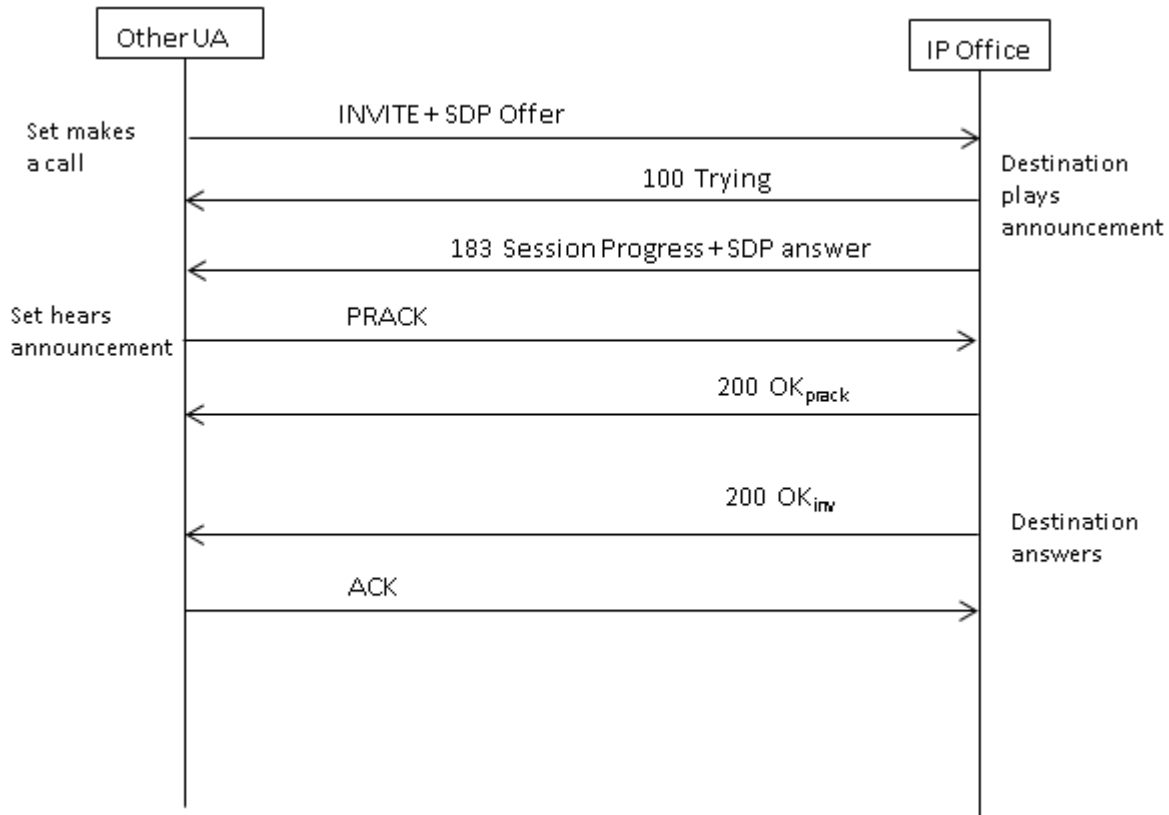 Other UA
IP Office
INVITE + SDP Offer
Set makes
a call
100 Trying
Destination
plays
announcement
183 Session Progress + SDP answer
Set hears
announcement
PRACK
200 OKprack
200 OKinv
Destination
answers
ACK